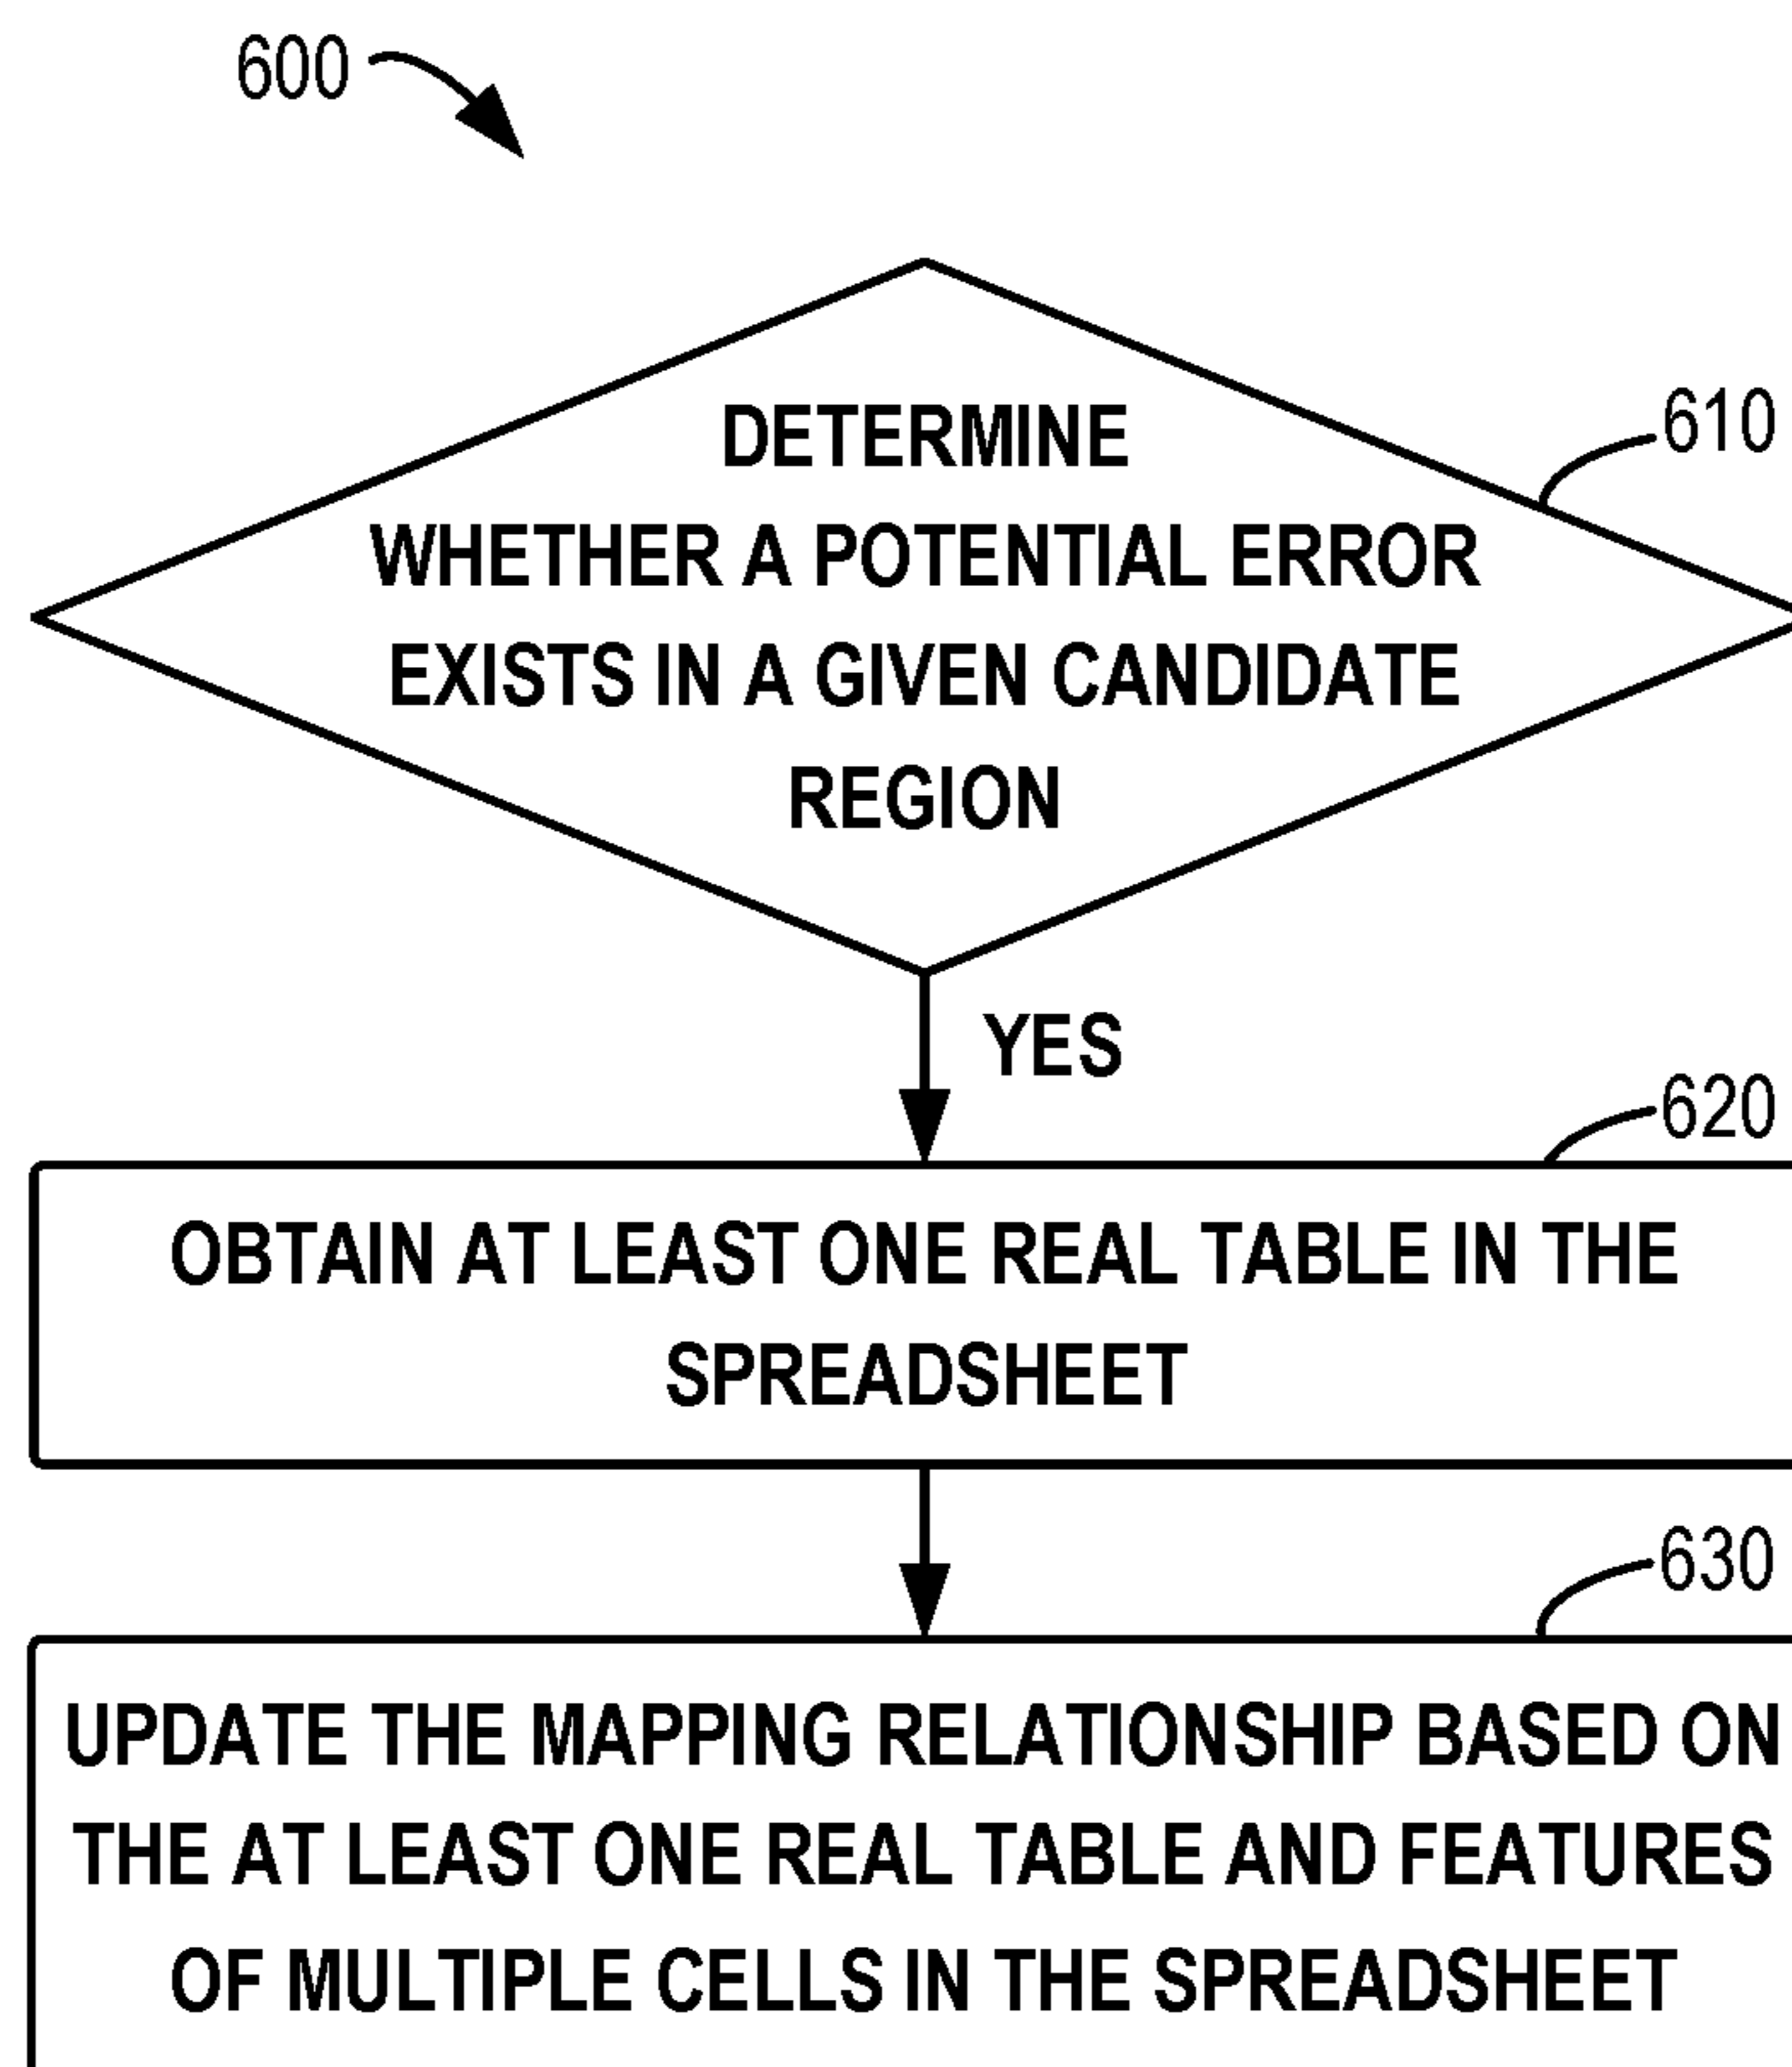 600
DETERMINE
610
WHETHER A POTENTIAL ERROR
EXISTS IN A GIVEN CANDIDATE
REGION
YES
620
OBTAIN AT LEAST ONE REAL TABLE IN THE
SPREADSHEET
630
UPDATE THE MAPPING RELATIONSHIP BASED ON
THE AT LEAST ONE REAL TABLE AND FEATURES
OF MULTIPLE CELLS IN THE SPREADSHEET